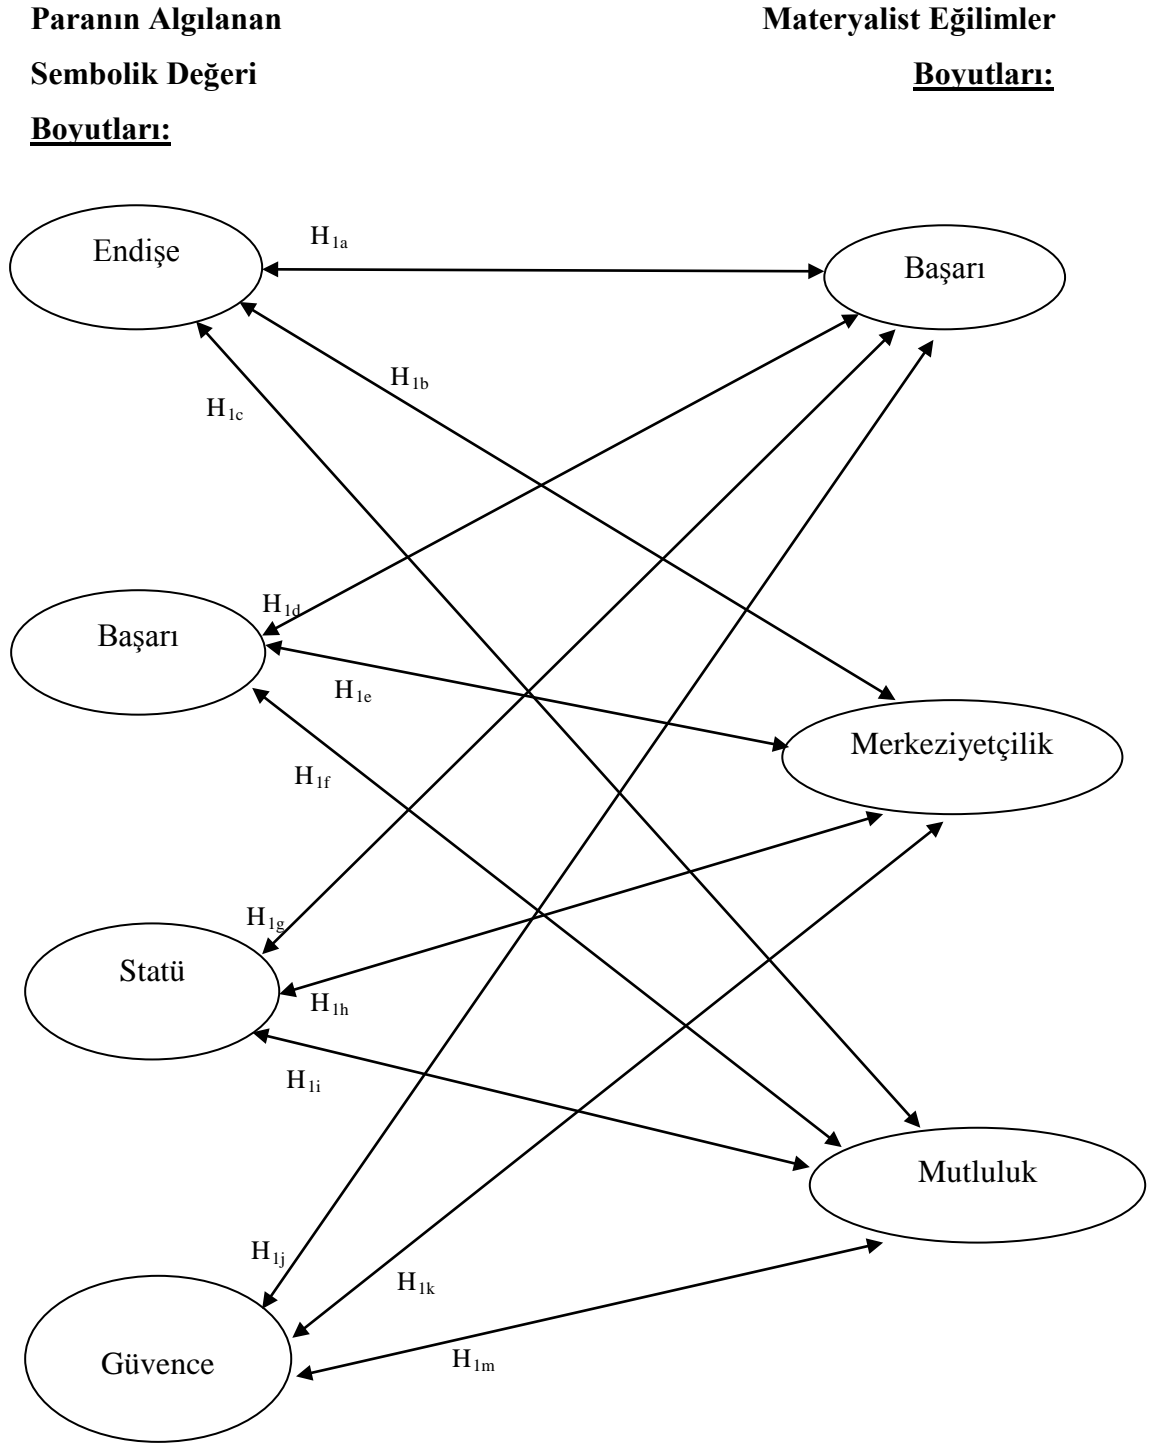 Paranın Algılanan
Sembolik Değeri
Boyutları:
Materyalist Eğilimler
Boyutları:
Endişe
H1a
Başarı
H1b
H1c
H1d
Başarı
H1e
Merkeziyetçilik
H1f
H1g
Statü
H1h
H1i
Mutluluk
H1j
H1k
H1m
Güvence